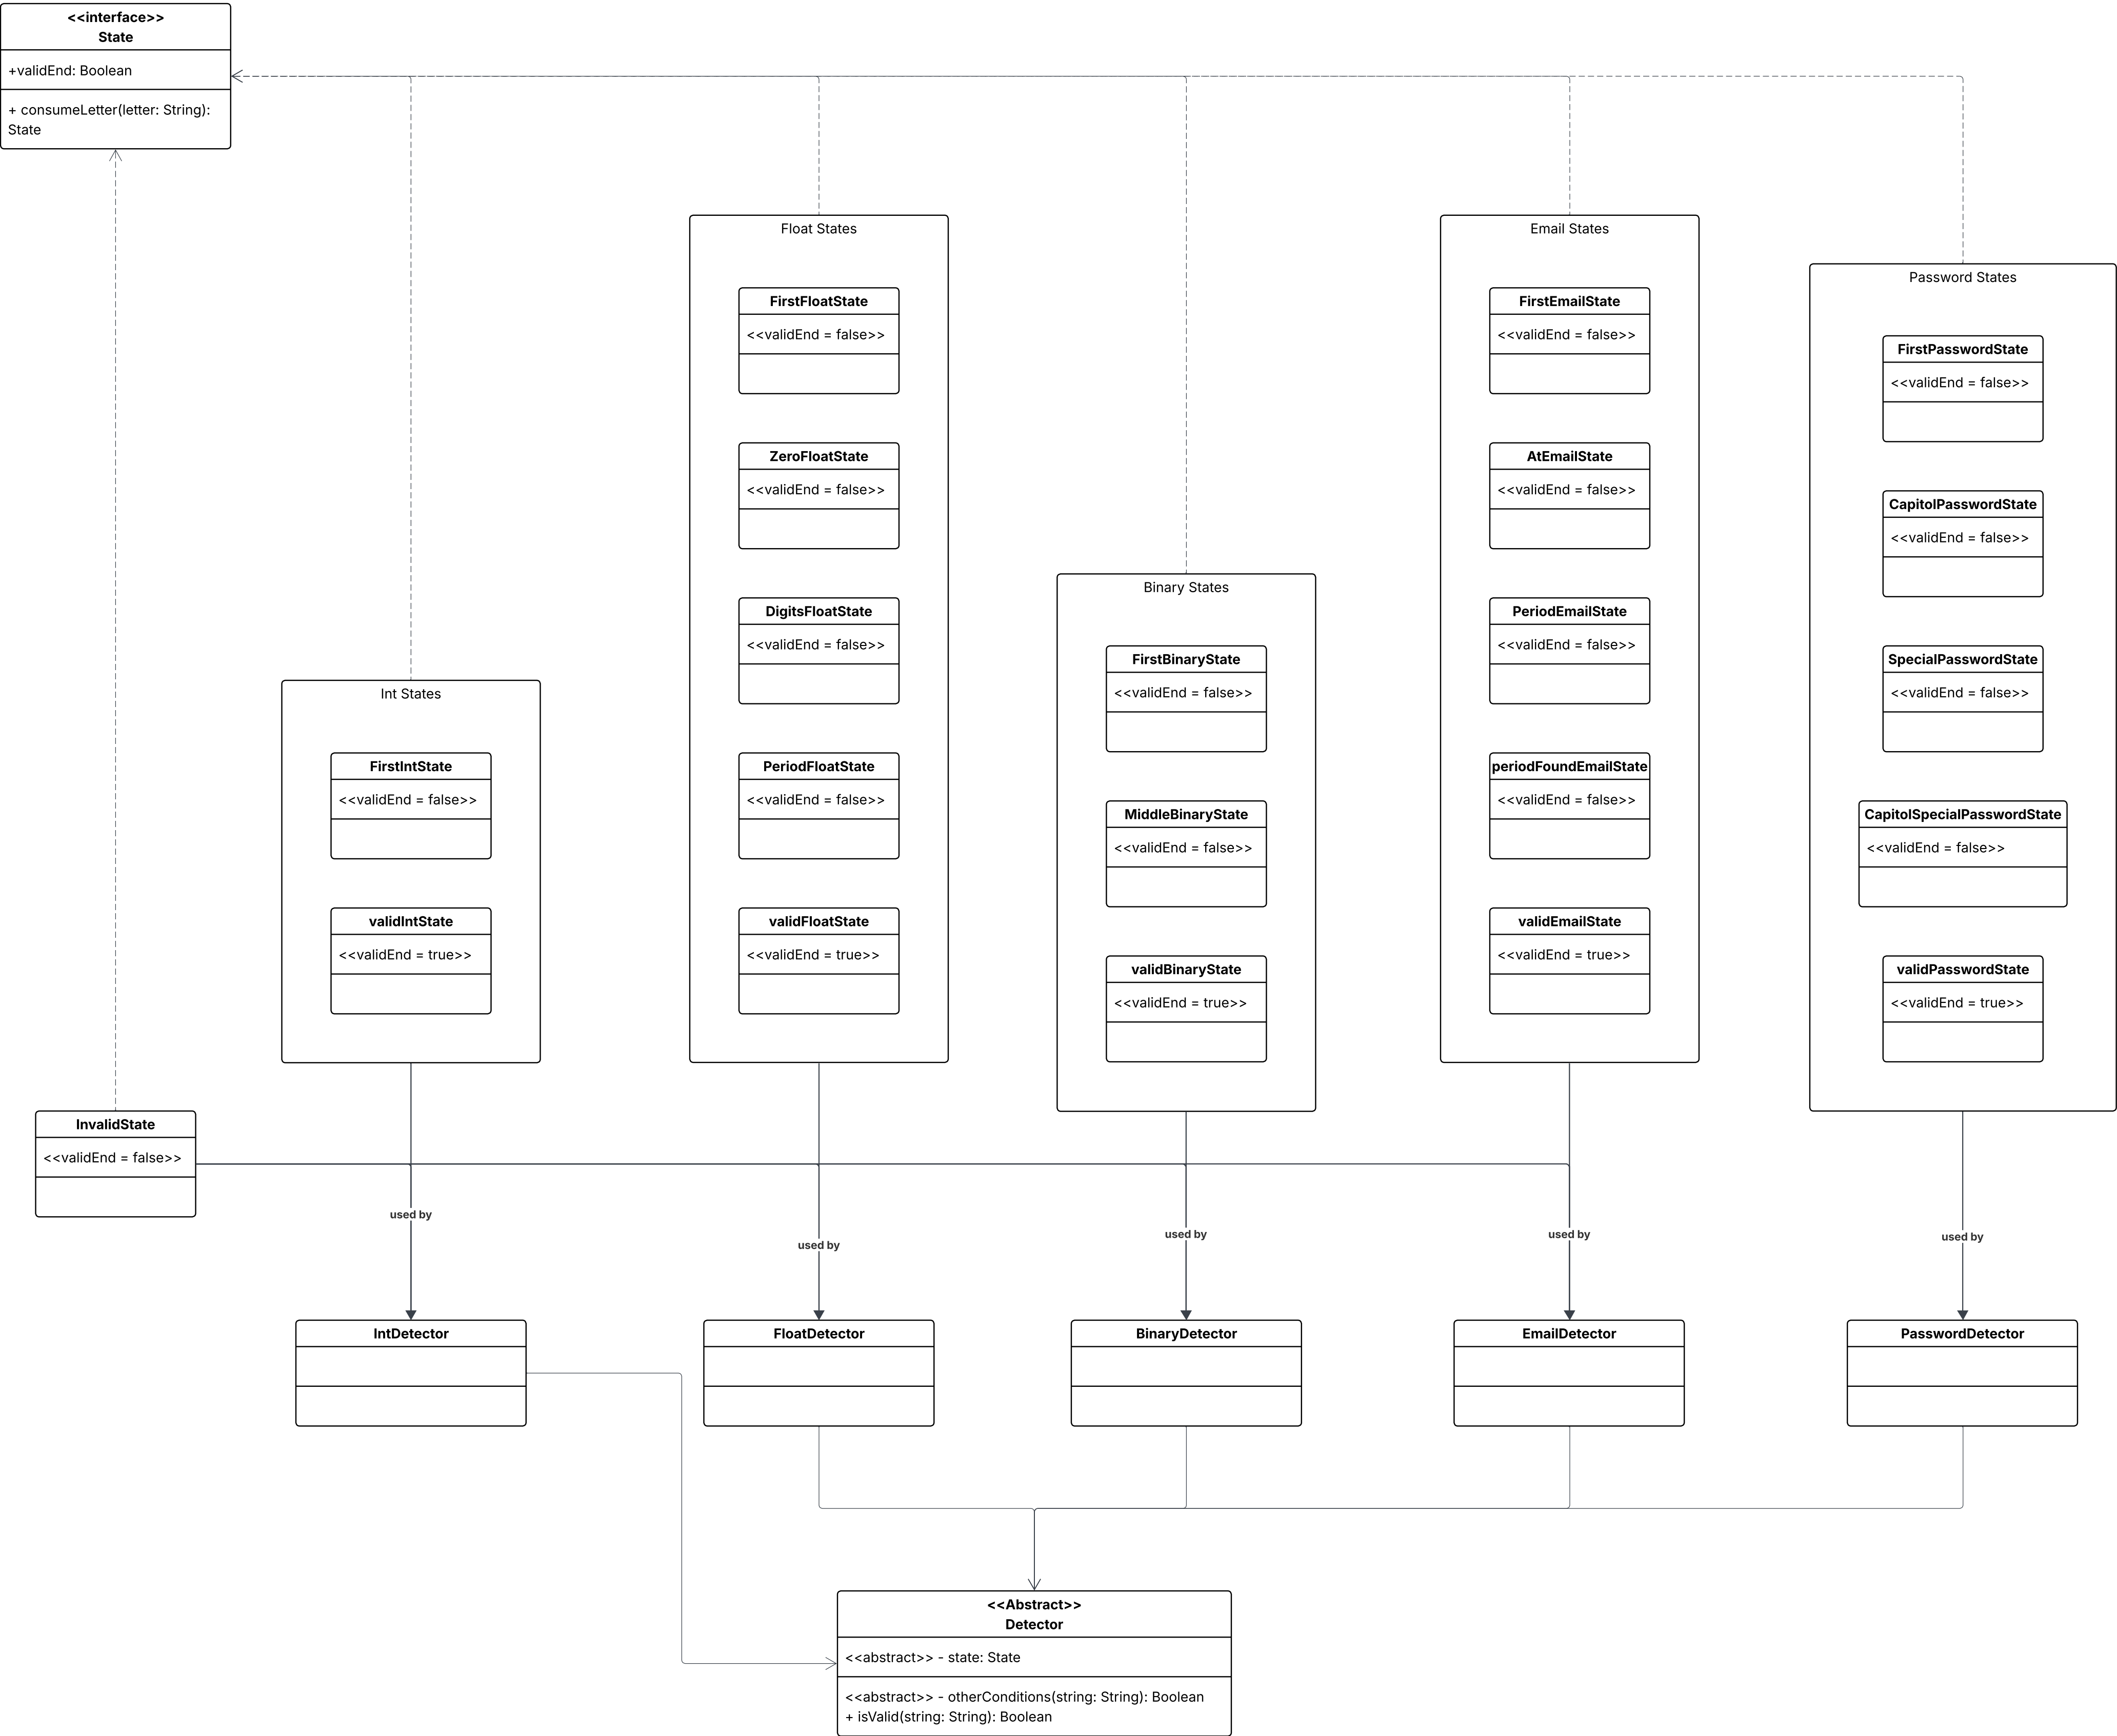 <<interface>>
State
+validEnd: Boolean
+ consumeLetter(letter: String):
State
Float States
FirstFloatState
<<validEnd = false>>
ZeroFloatState
<<validEnd = false>>
DigitsFloatState
<<validEnd = false>>
PeriodFloatState
<<validEnd = false>>
validFloatState
<<validEnd = true>>
Email States
FirstEmailState
<<validEnd = false>>
AtEmailState
<<validEnd = false>>
PeriodEmailState
<<validEnd = false>>
periodFoundEmailState
<<validEnd = false>>
validEmailState
<<validEnd = true>>
Password States
FirstPasswordState
<<validEnd = false>>
CapitolPasswordState
<<validEnd = false>>
SpecialPasswordState
<<validEnd = false>>
CapitolSpecialPasswordState
<<validEnd = false>>
validPasswordState
<<validEnd = true>>
Binary States
FirstBinaryState
<<validEnd = false>>
MiddleBinaryState
<<validEnd = false>>
validBinaryState
<<validEnd = true>>
Int States
FirstIntState
<<validEnd = false>>
validIntState
<<validEnd = true>>
InvalidState
<<validEnd = false>>
used by
used by
used by
used by
used by
IntDetector
FloatDetector
BinaryDetector
EmailDetector
PasswordDetector
<<Abstract>>
Detector
<<abstract>> - state: State
<<abstract>> - otherConditions(string: String): Boolean
+ isValid(string: String): Boolean